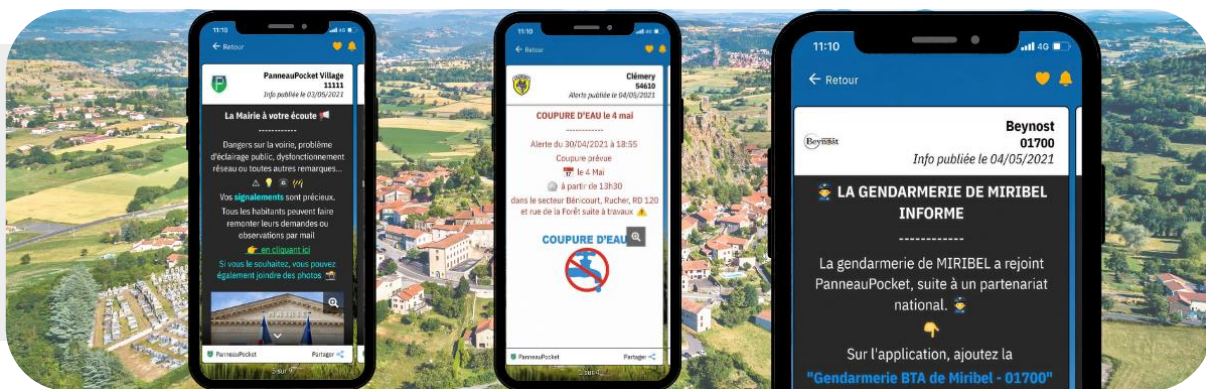 11:10
4G
← Retour
PanneauPocket Village
11111
Info publiée le 03/05/2021
La Mairie à votre écoute
------------
Dangers sur la voirie, problème
d'éclairage public, dysfonctionnement
réseau ou toutes autres remarques...
Vos signalements sont précieux.
Tous les habitants peuvent faire
remonter leurs demandes ou
observations par mail
en cliquant ici
Si vous le souhaitez, vous pouvez
également joindre des photos
MAIRIE
PanneauPocket
Partager
11:10
4G
← Retour
Clémery
54610
Alerte publiée le 04/05/2021
COUPURE D'EAU le 4 mai
------------
Alerte du 30/04/2021 à 18:55
Coupure prévue
le 4 Mai
à partir de 13h30
dans le secteur Béricourt, Rucher, RD 120
et rue de la Forêt suite à travaux
COUPURE D'EAU
PanneauPocket
Partager
11:10
4G
← Retour
Beynost
Beynost
01700
Info publiée le 04/05/2021
LA GENDARMERIE DE MIRIBEL
INFORME
------------
La gendarmerie de MIRIBEL a rejoint
PanneauPocket, suite à un partenariat
national.
Sur l'application, ajoutez la
"Gendarmerie BTA de Miribel - 01700"